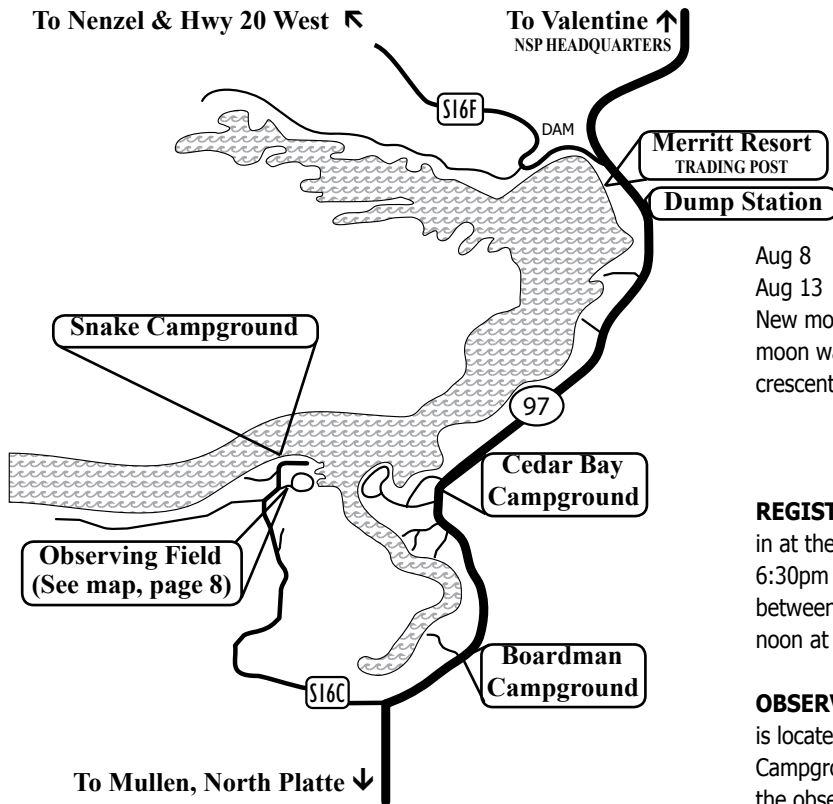 To Nenzel & Hwy 20 West ↖
To Valentine ↑
NSP HEADQUARTERS
S16F
DAM
Merritt Resort
TRADING POST
Dump Station
Aug 8
Aug 13
New mo
moon wa
crescent
Snake Campground
97
Cedar Bay
Campground
REGIST
in at the
6:30pm
between
noon at
Observing Field
(See map, page 8)
Boardman
Campground
S16C
OBSERV
is locate
Campgro
the obse
To Mullen, North Platte ↓